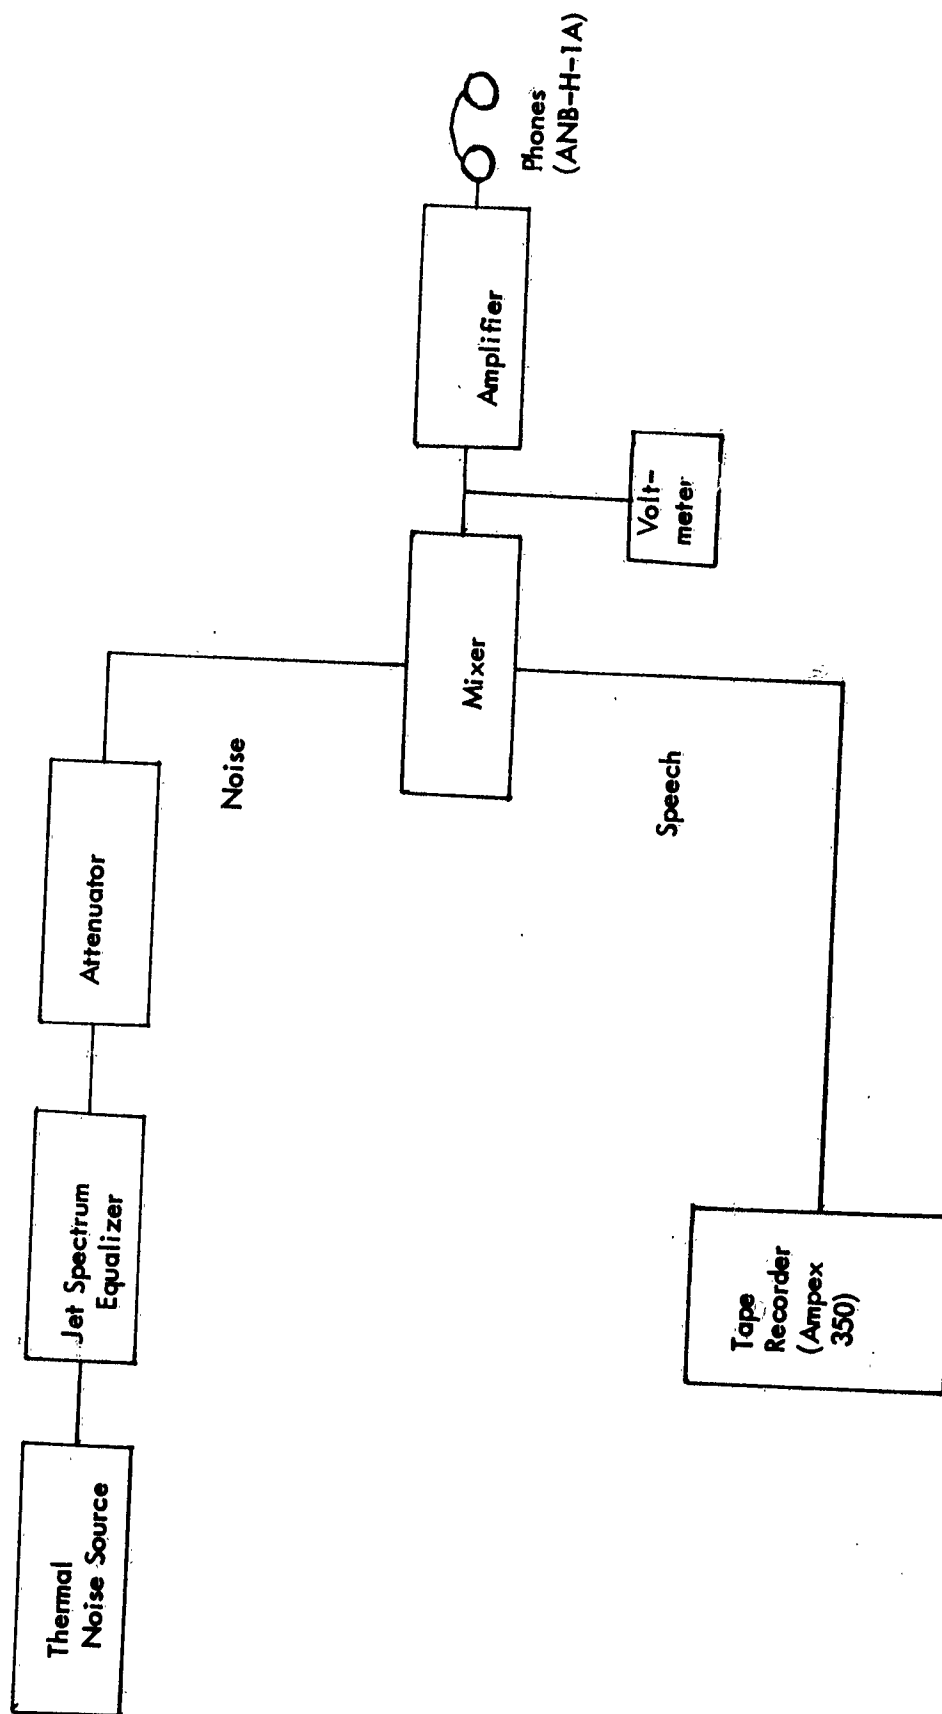 Thermal
Noise Source
Jet Spectrum
Equalizer
Attenuator
Noise
Mixer
Speech
Tape
Recorder
(Ampex
350)
Volt-
meter
Amplifier
Phones
(ANB-H-1A)